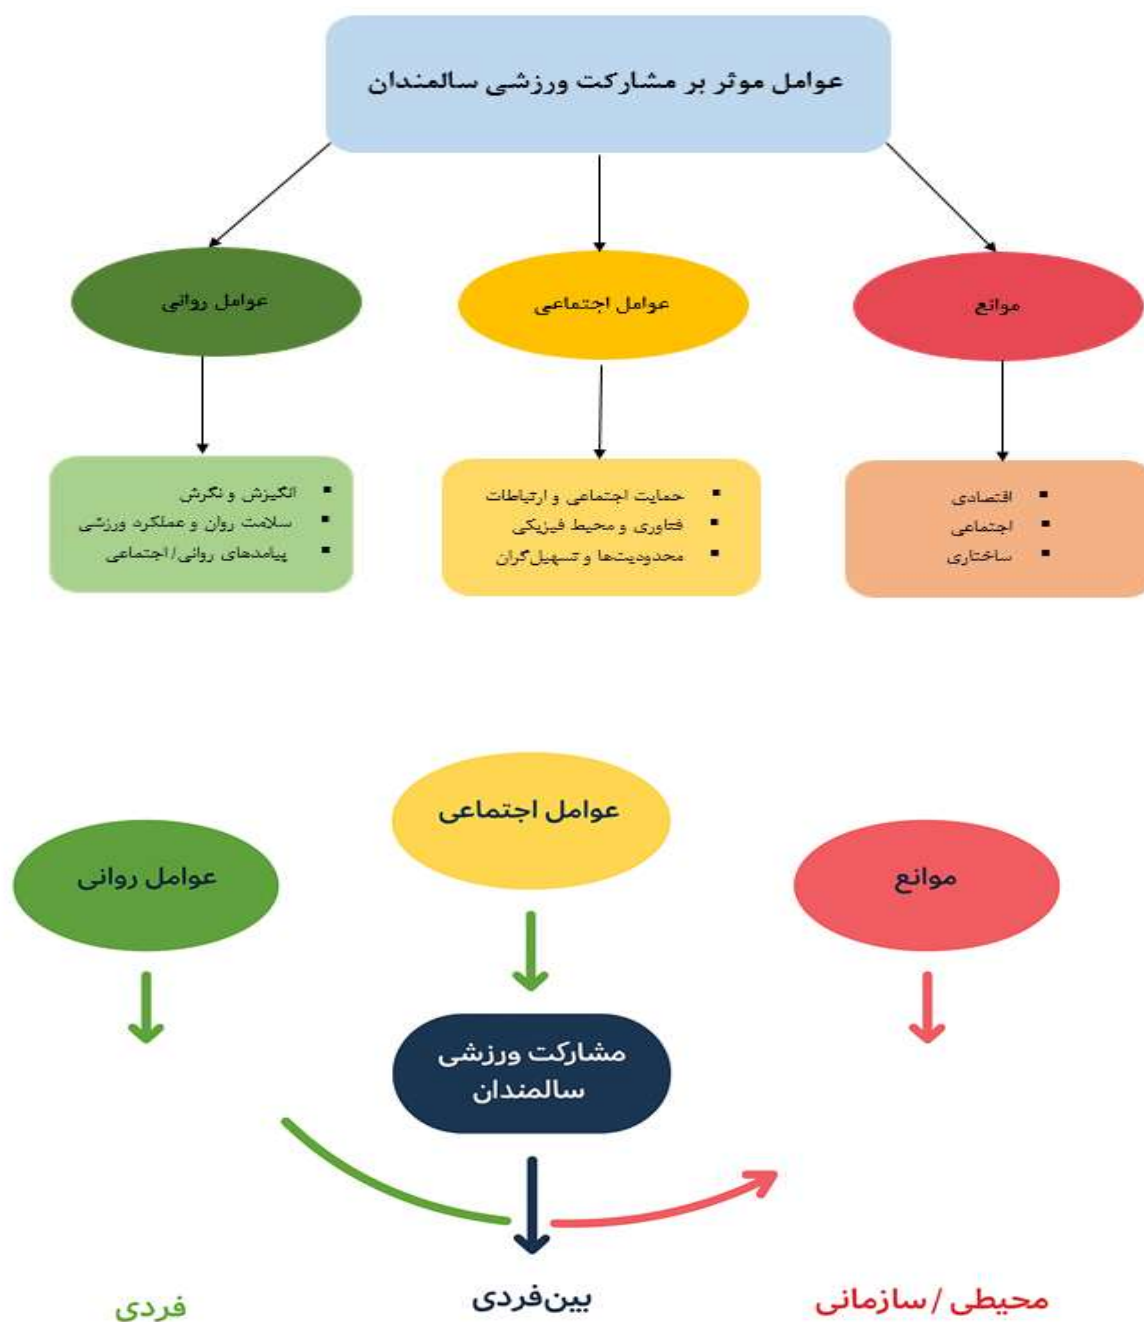 عوامل موثر بر مشارکت ورزشی سالمندان
موانع
عوامل اجتماعی
عوامل روانی
▪ اقتصادی
▪ اجتماعی
▪ ساختاری
▪ حمایت اجتماعی و ارتباطات
▪ فناوری و محیط فیزیکی
▪ محدودیت‌ها و تسهیل‌گران
▪ انگیزش و نگرش
▪ سلامت روان و عملکرد ورزشی
▪ پیامدهای روانی/اجتماعی
عوامل اجتماعی
موانع
عوامل روانی
مشارکت ورزشی
سالمندان
محیطی / سازمانی
بین‌فردی
فردی